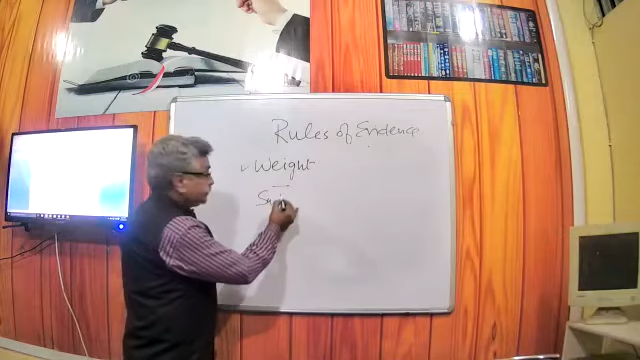 Rules of Evidence
✓ Weight